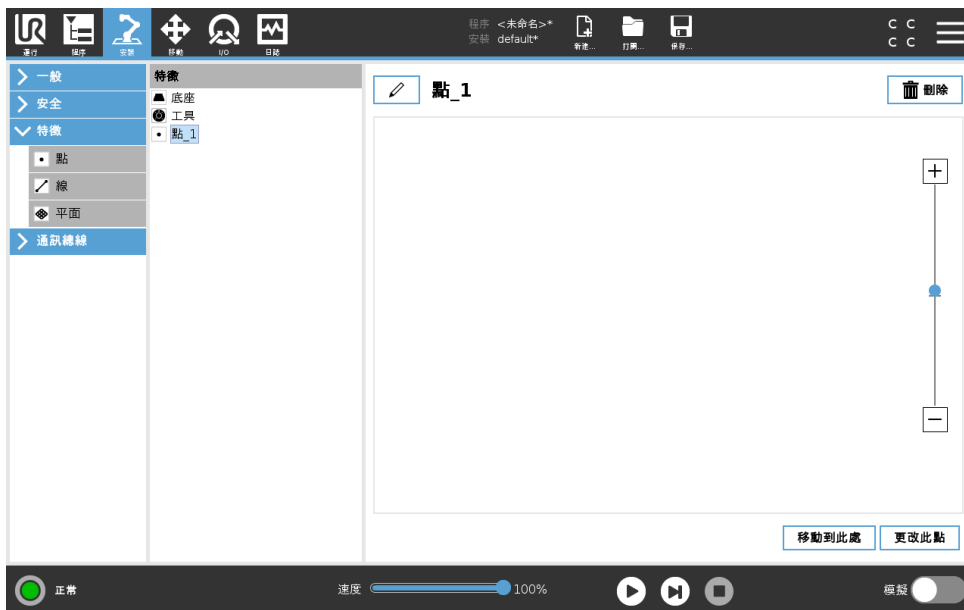 程序 <未命名>*
安裝 default*
運行
I/O
程序
安裝
移動
I/O
日誌
新建...
打開...
保存...
C C
C C
一般
安全
特徵
點
線
平面
通訊總線
特徵
底座
工具
點_1
點_1
刪除
移動到此處
更改此點
正常
速度
100%
模擬